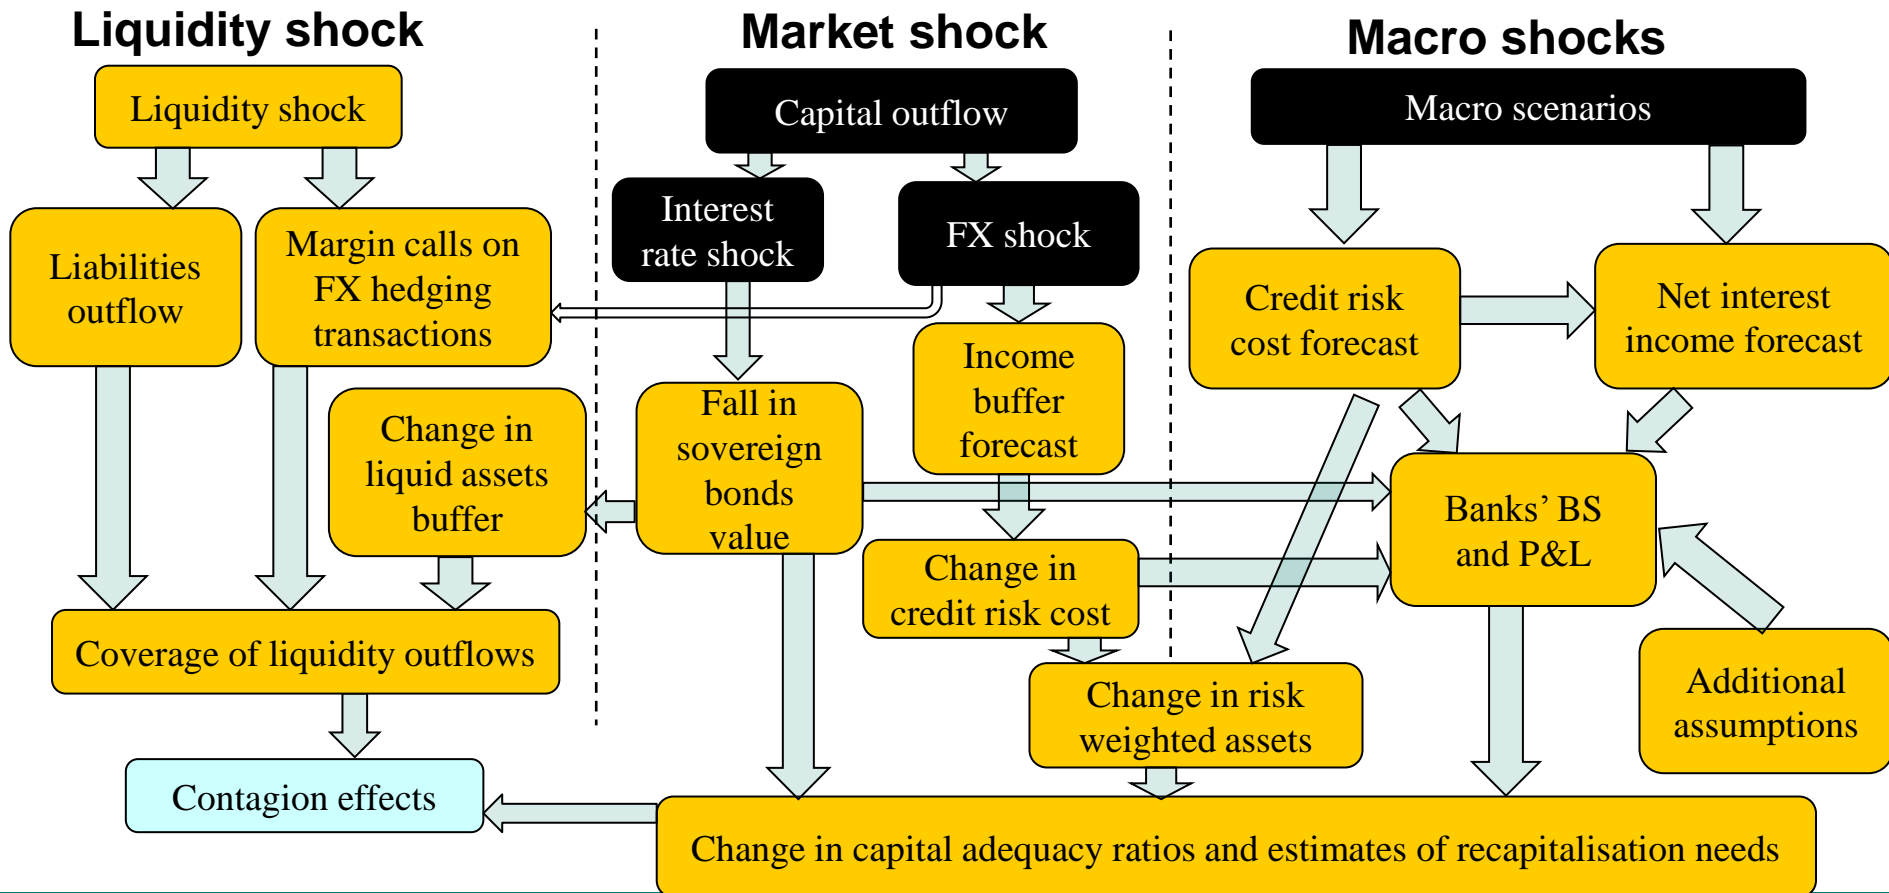 Liquidity shock
Market shock
Macro shocks
Liquidity shock
Capital outflow
Macro scenarios
Liabilities
outflow
Margin calls on
FX hedging
transactions
Interest
rate shock
FX shock
Credit risk
cost forecast
Net interest
income forecast
Change in
liquid assets
buffer
Fall in
sovereign
bonds
value
Income
buffer
forecast
Banks’ BS
and P&L
Change in
credit risk cost
Coverage of liquidity outflows
Change in risk
weighted assets
Additional
assumptions
Contagion effects
Change in capital adequacy ratios and estimates of recapitalisation needs